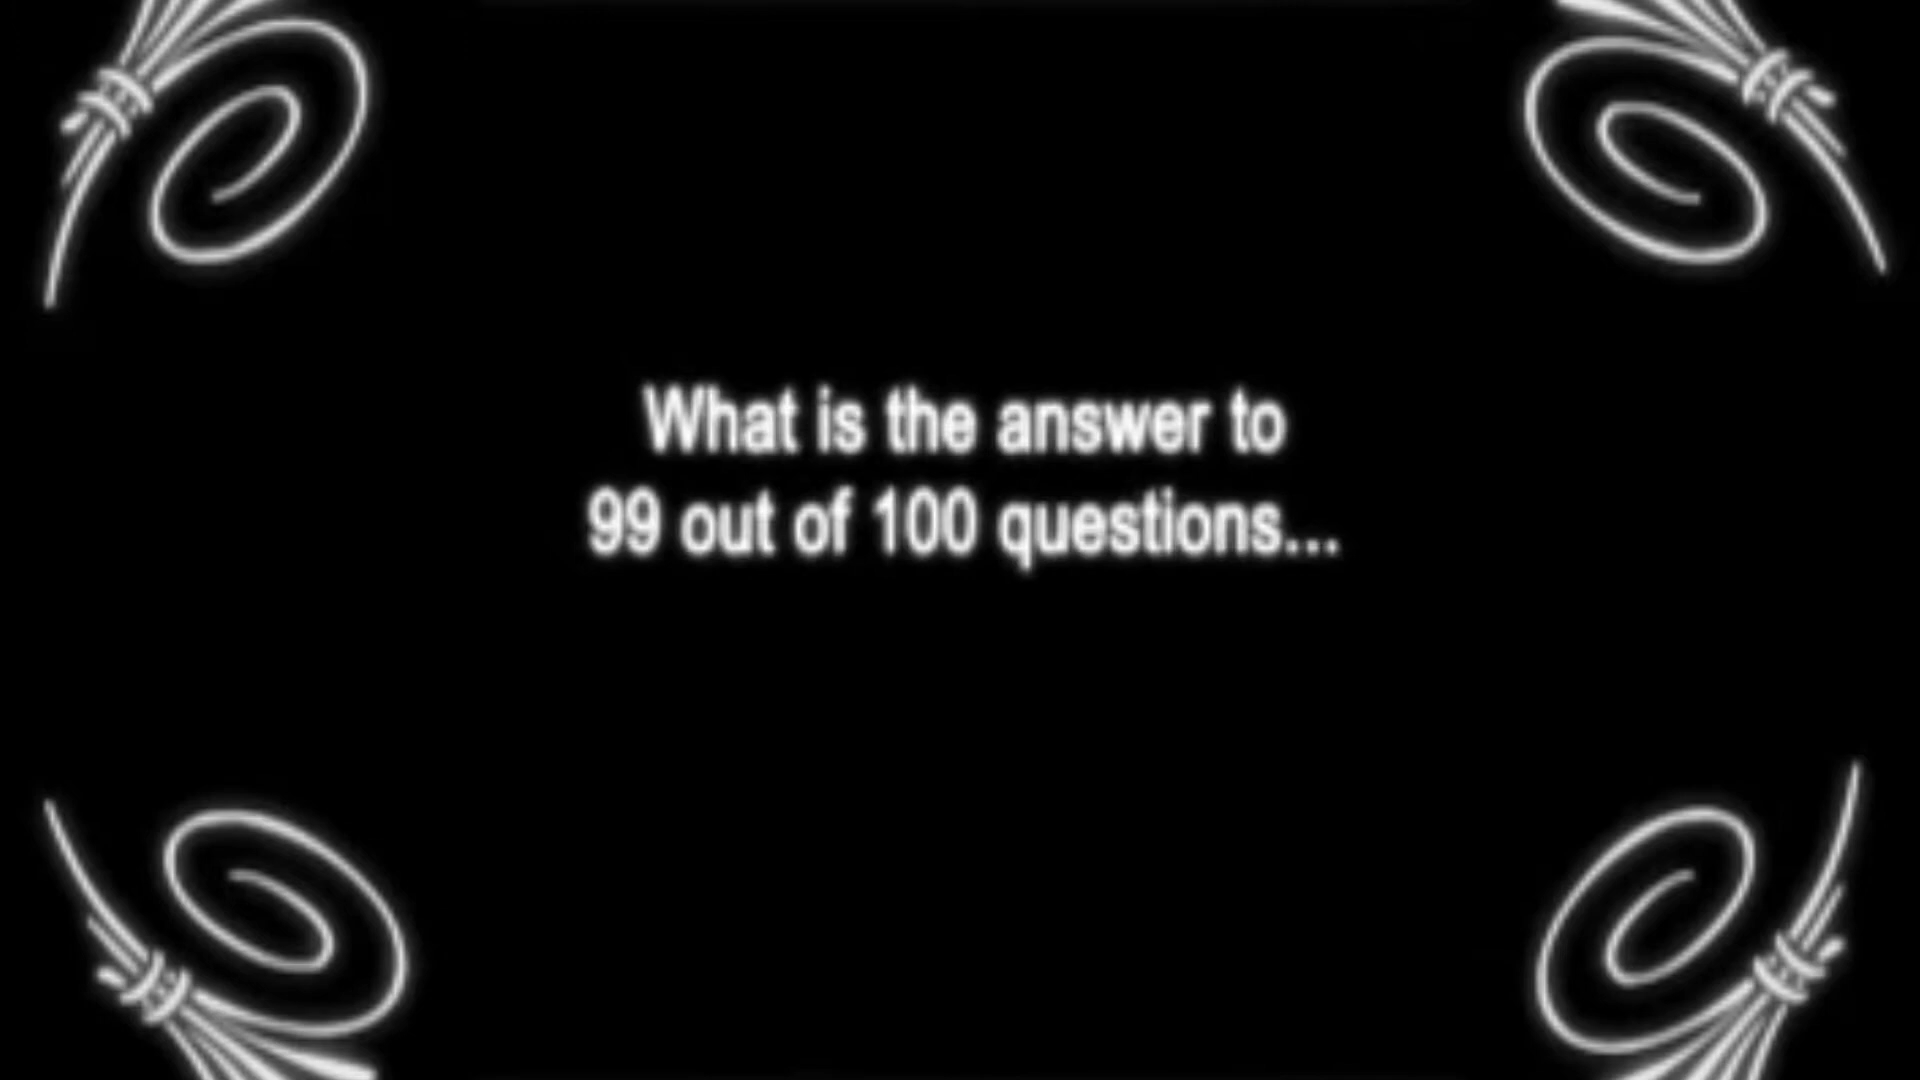 What is the answer to
99 out of 100 questions...